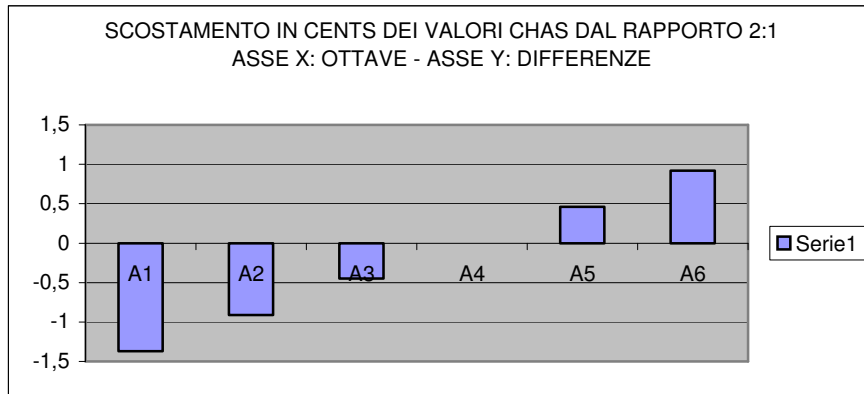 SCOSTAMENTO IN CENTS DEI VALORI CHAS DAL RAPPORTO 2:1
ASSE X: OTTAVE - ASSE Y: DIFFERENZE
1,5
1
0,5
0
-0,5
-1
-1,5
A1 A2 A3 A4 A5 A6
Serie1